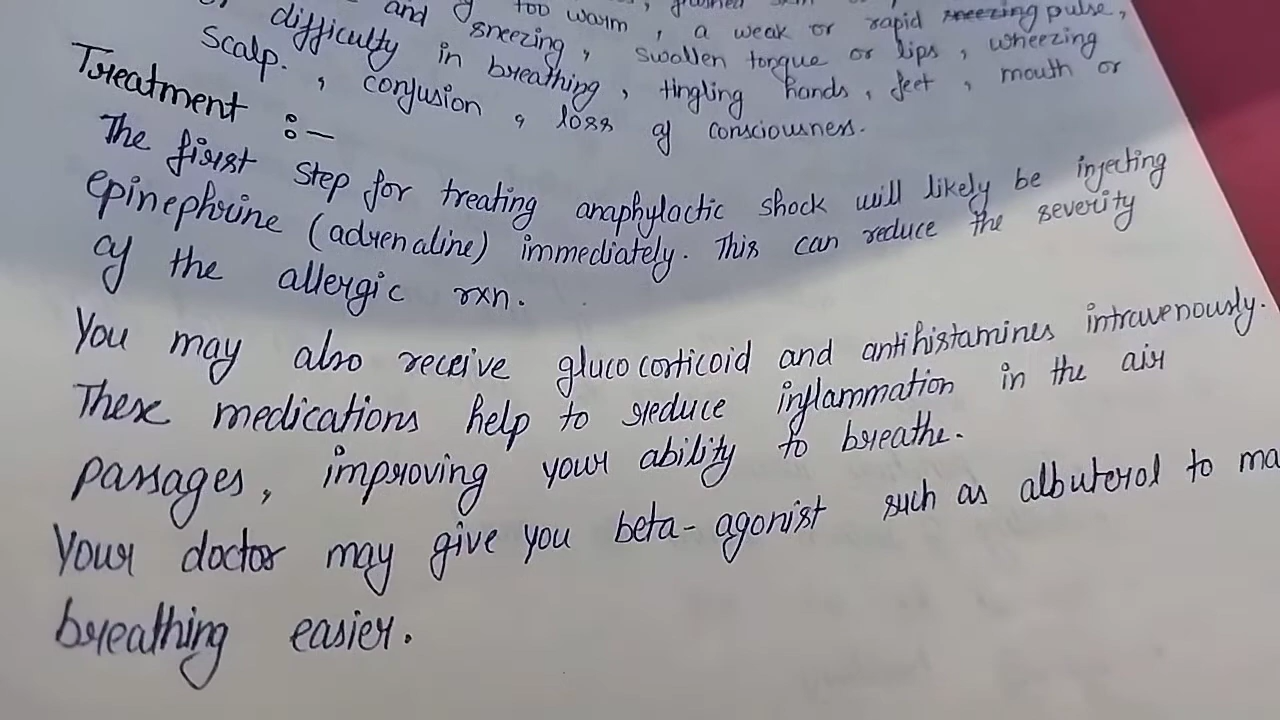 and too warm, a weak or rapid sneezing pulse,
difficulty sneezing, swollen tongue or lips, wheezing
Scalp. in breathing, tingling hands, feet, mouth or
, confusion, loss of consciousness.
Treatment :-
The first step for treating anaphylactic shock will likely be injecting
epinephrine (adrenaline) immediately. This can reduce the severity
of the allergic rxn.
You may also receive glucocorticoid and antihistamines intravenously.
These medications help to reduce inflammation in the air
passages, improving your ability to breathe.
Your doctor may give you beta-agonist such as albuterol to ma
breathing easier.